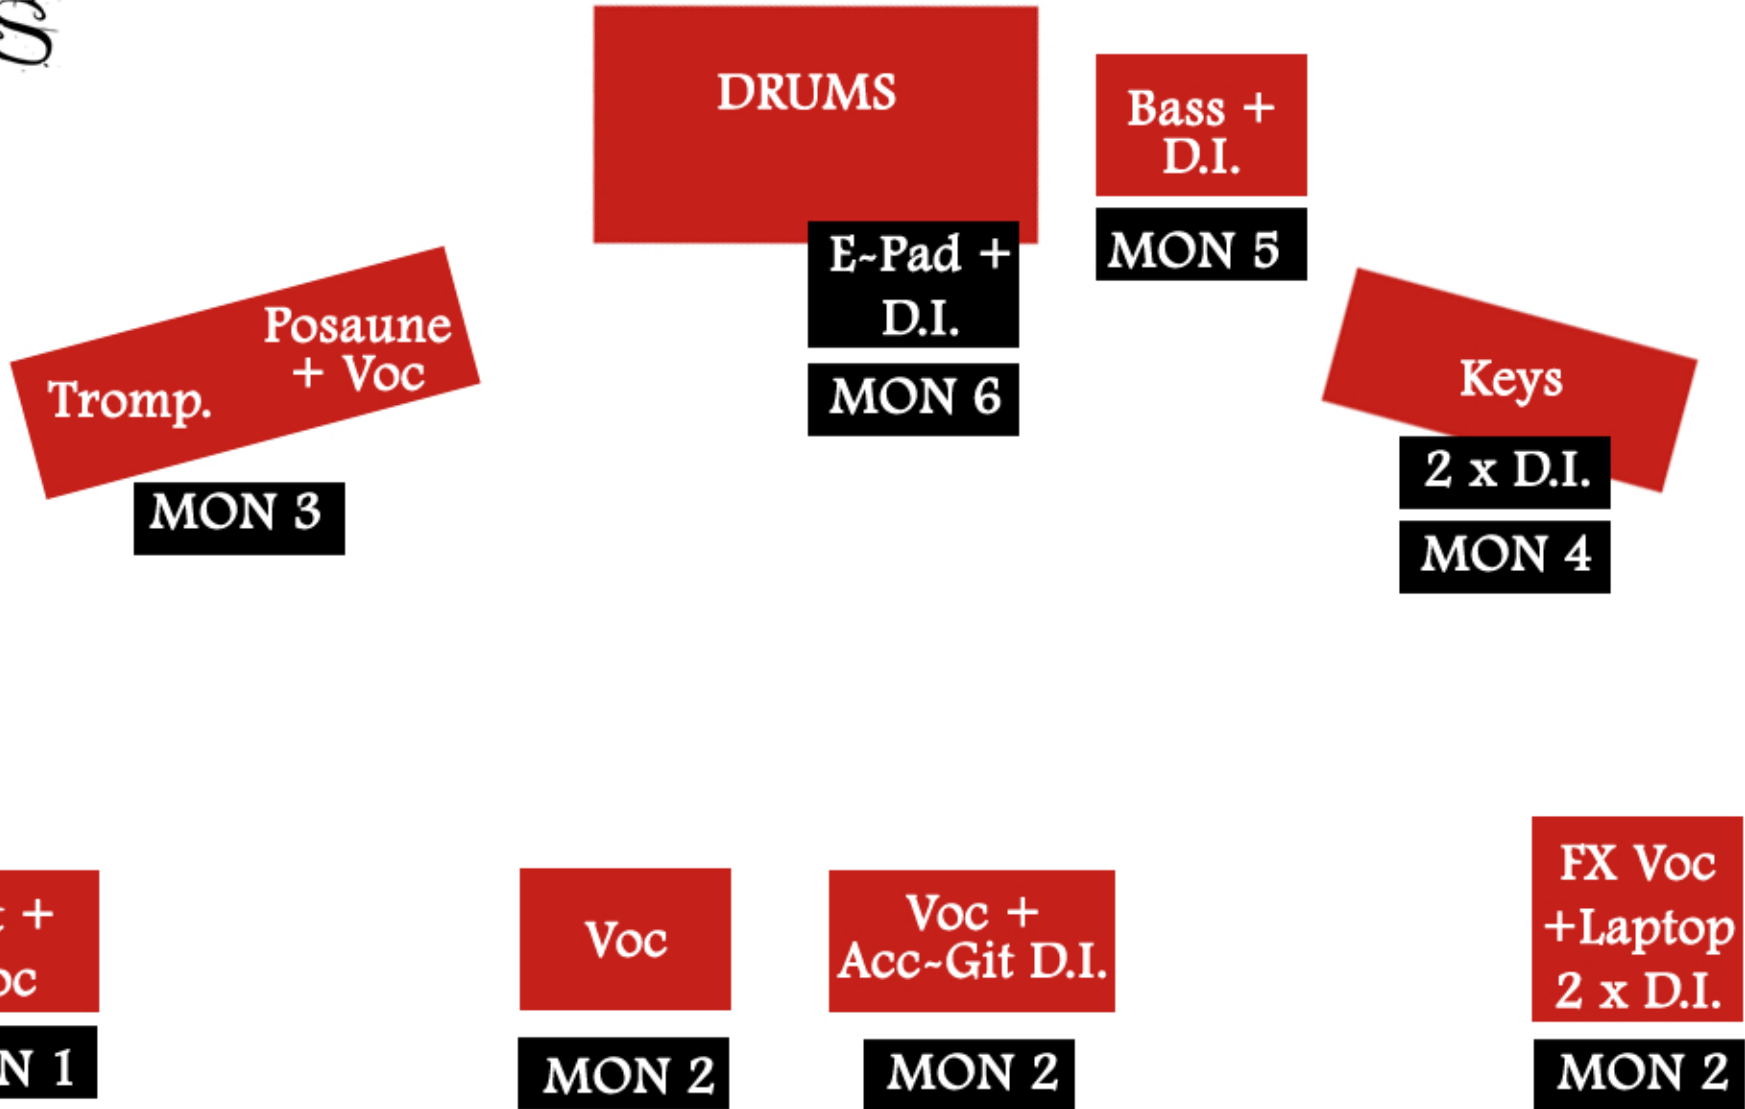 S
DRUMS
Bass +
D.I.
MON 5
E~Pad +
D.I.
MON 6
Posaune
+ Voc
Tromp.
MON 3
Keys
2 x D.I.
MON 4
+
N 1
Voc
MON 2
Voc +
Acc~Git D.I.
MON 2
FX Voc
+Laptop
2 x D.I.
MON 2